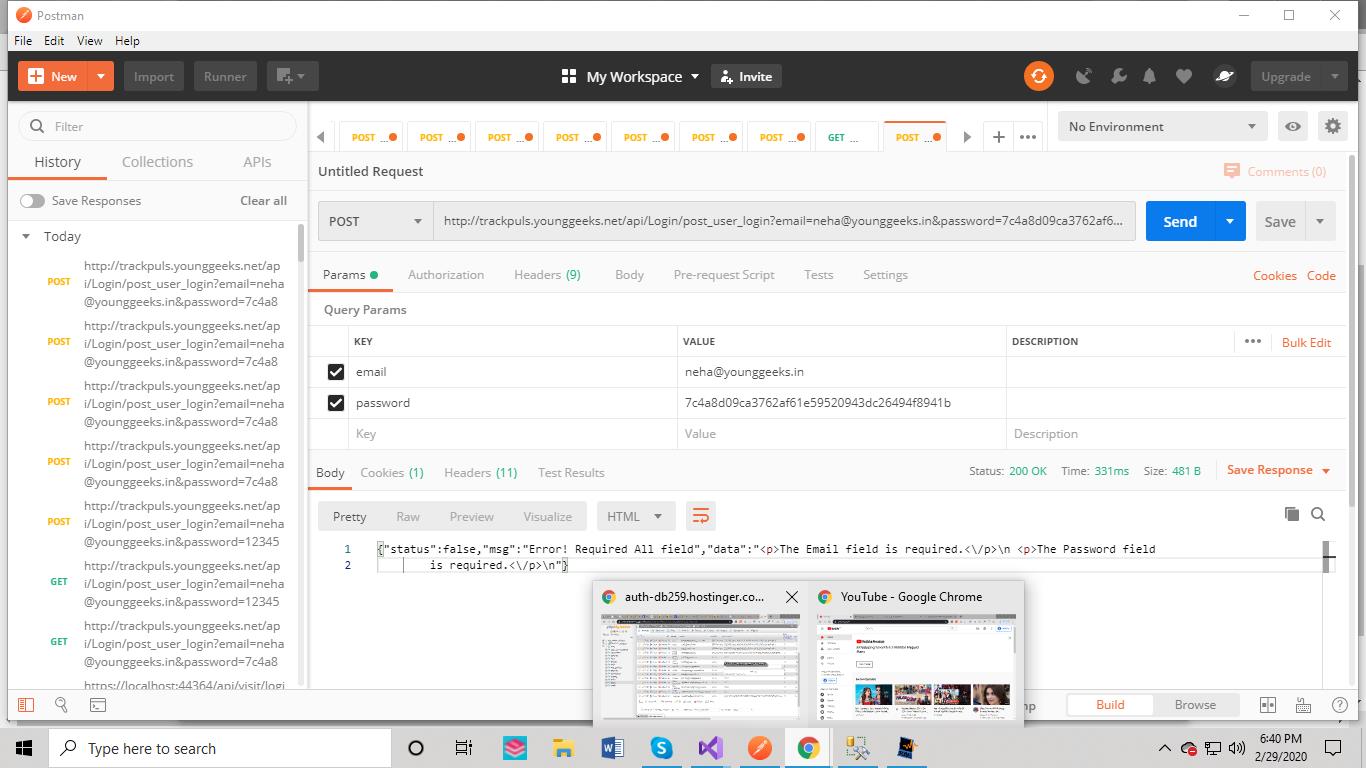 Postman
File Edit View Help
New Import Runner My Workspace Invite Upgrade
Filter
History Collections APIs
Save Responses Clear all
Today
POST http://trackpuls.younggeeks.net/ap
i/Login/post_user_login?email=neha
@younggeeks.in&password=7c4a8
POST http://trackpuls.younggeeks.net/ap
i/Login/post_user_login?email=neha
@younggeeks.in&password=7c4a8
POST http://trackpuls.younggeeks.net/ap
i/Login/post_user_login?email=neha
@younggeeks.in&password=7c4a8
POST http://trackpuls.younggeeks.net/ap
i/Login/post_user_login?email=neha
@younggeeks.in&password=7c4a8
POST http://trackpuls.younggeeks.net/ap
i/Login/post_user_login?email=neha
@younggeeks.in&password=12345
GET http://trackpuls.younggeeks.net/ap
i/Login/post_user_login?email=neha
@younggeeks.in&password=12345
GET http://trackpuls.younggeeks.net/ap
i/Login/post_user_login?email=neha
@younggeeks.in&password=7c4a8
https://localhost:44364/api/visit/logi
POST ... POST ... POST ... POST ... POST ... POST ... POST ... GET ... POST ...
No Environment
Untitled Request Comments (0)
POST http://trackpuls.younggeeks.net/api/Login/post_user_login?email=neha@younggeeks.in&password=7c4a8d09ca3762af6... Send Save
Params Authorization Headers (9) Body Pre-request Script Tests Settings Cookies Code
Query Params
KEY VALUE DESCRIPTION ••• Bulk Edit
email neha@younggeeks.in
password 7c4a8d09ca3762af61e59520943dc26494f8941b
Key Value Description
Body Cookies (1) Headers (11) Test Results Status: 200 OK Time: 331ms Size: 481 B Save Response
Pretty Raw Preview Visualize HTML
1 {"status":false,"msg":"Error! Required All field","data":"<p>The Email field is required.<\/p>\n <p>The Password field
2 is required.<\/p>\n"}
auth-db259.hostinger.co... YouTube - Google Chrome
Build Browse
Type here to search
6:40 PM
2/29/2020